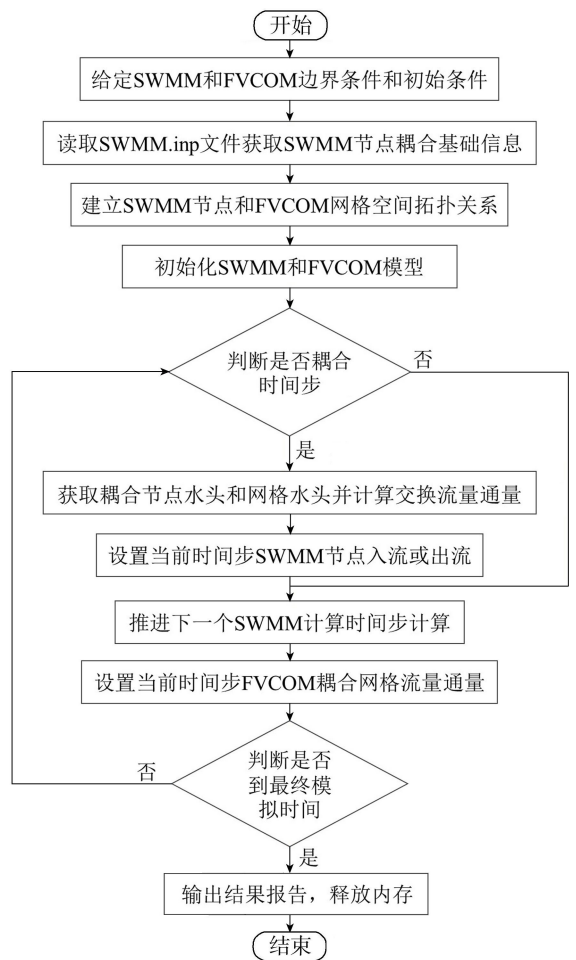 开始
给定SWMM和FVCOM边界条件和初始条件
读取SWMM.inp文件获取SWMM节点耦合基础信息
建立SWMM节点和FVCOM网格空间拓扑关系
初始化SWMM和FVCOM模型
判断是否耦合
时间步
否
是
获取耦合节点水头和网格水头并计算交换流量通量
设置当前时间步SWMM节点入流或出流
推进下一个SWMM计算时间步计算
设置当前时间步FVCOM耦合网格流量通量
判断是否
到最终模
拟时间
否
是
输出结果报告，释放内存
结束